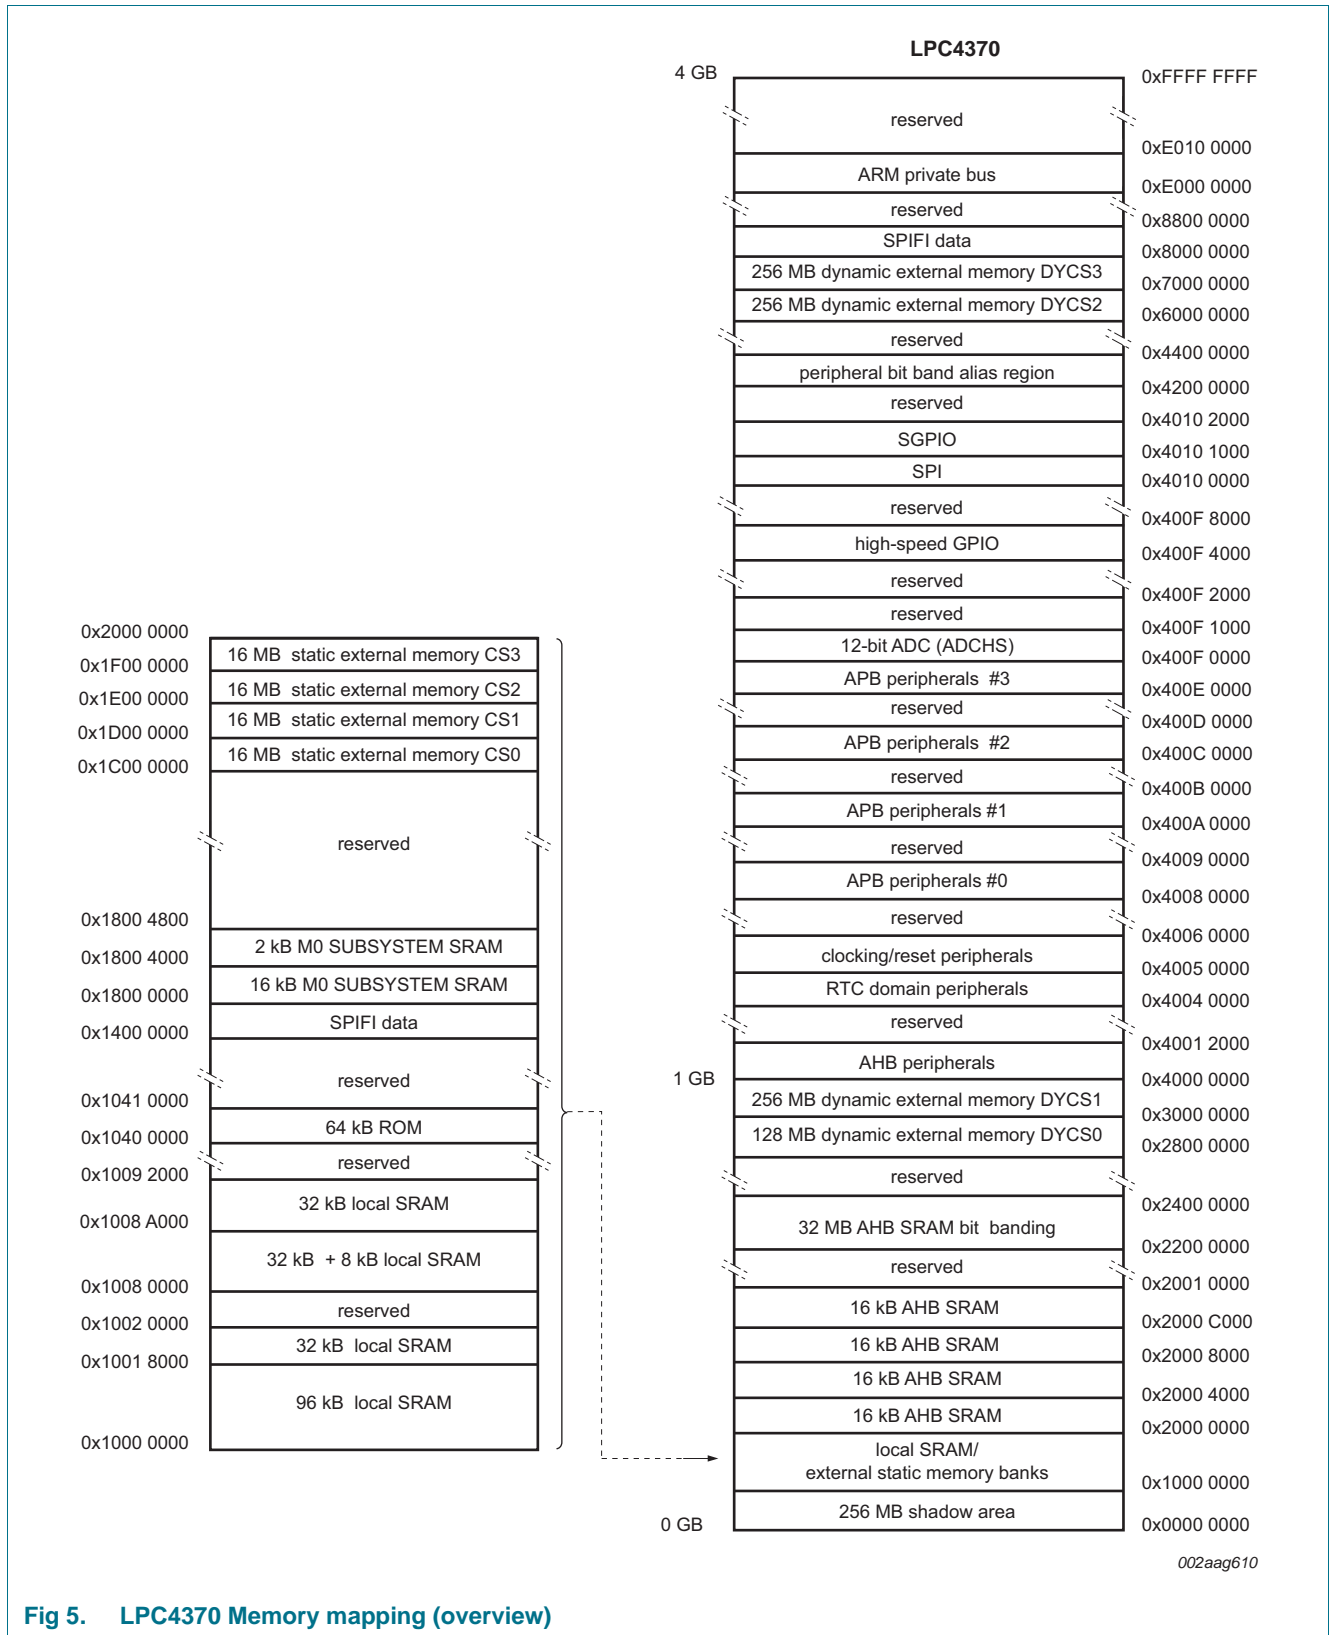 LPC4370
4 GB
0xFFFF FFFF
reserved
0xE010 0000
ARM private bus
0xE000 0000
reserved
0x8800 0000
SPIFI data
0x8000 0000
256 MB dynamic external memory DYCS3
0x7000 0000
256 MB dynamic external memory DYCS2
0x6000 0000
reserved
0x4400 0000
peripheral bit band alias region
0x4200 0000
reserved
0x4010 2000
SGPIO
0x4010 1000
SPI
0x4010 0000
reserved
0x400F 8000
high-speed GPIO
0x400F 4000
reserved
0x400F 2000
reserved
0x400F 1000
12-bit ADC (ADCHS)
0x400F 0000
APB peripherals #3
0x400E 0000
reserved
0x400D 0000
APB peripherals #2
0x400C 0000
reserved
0x400B 0000
APB peripherals #1
0x400A 0000
reserved
0x4009 0000
APB peripherals #0
0x4008 0000
reserved
0x4006 0000
clocking/reset peripherals
0x4005 0000
RTC domain peripherals
0x4004 0000
reserved
0x4001 2000
AHB peripherals
1 GB
0x4000 0000
256 MB dynamic external memory DYCS1
0x3000 0000
128 MB dynamic external memory DYCS0
0x2800 0000
reserved
0x2400 0000
32 MB AHB SRAM bit banding
0x2200 0000
reserved
0x2001 0000
16 kB AHB SRAM
0x2000 C000
16 kB AHB SRAM
0x2000 8000
16 kB AHB SRAM
0x2000 4000
16 kB AHB SRAM
0x2000 0000
local SRAM/
external static memory banks
0x1000 0000
256 MB shadow area
0 GB
0x0000 0000
0x2000 0000
16 MB static external memory CS3
0x1F00 0000
16 MB static external memory CS2
0x1E00 0000
16 MB static external memory CS1
0x1D00 0000
16 MB static external memory CS0
0x1C00 0000
reserved
0x1800 4800
2 kB M0 SUBSYSTEM SRAM
0x1800 4000
16 kB M0 SUBSYSTEM SRAM
0x1800 0000
SPIFI data
0x1400 0000
reserved
0x1041 0000
64 kB ROM
0x1040 0000
reserved
0x1009 2000
32 kB local SRAM
0x1008 A000
32 kB + 8 kB local SRAM
0x1008 0000
reserved
0x1002 0000
32 kB local SRAM
0x1001 8000
96 kB local SRAM
0x1000 0000
002aag610
Fig 5. LPC4370 Memory mapping (overview)